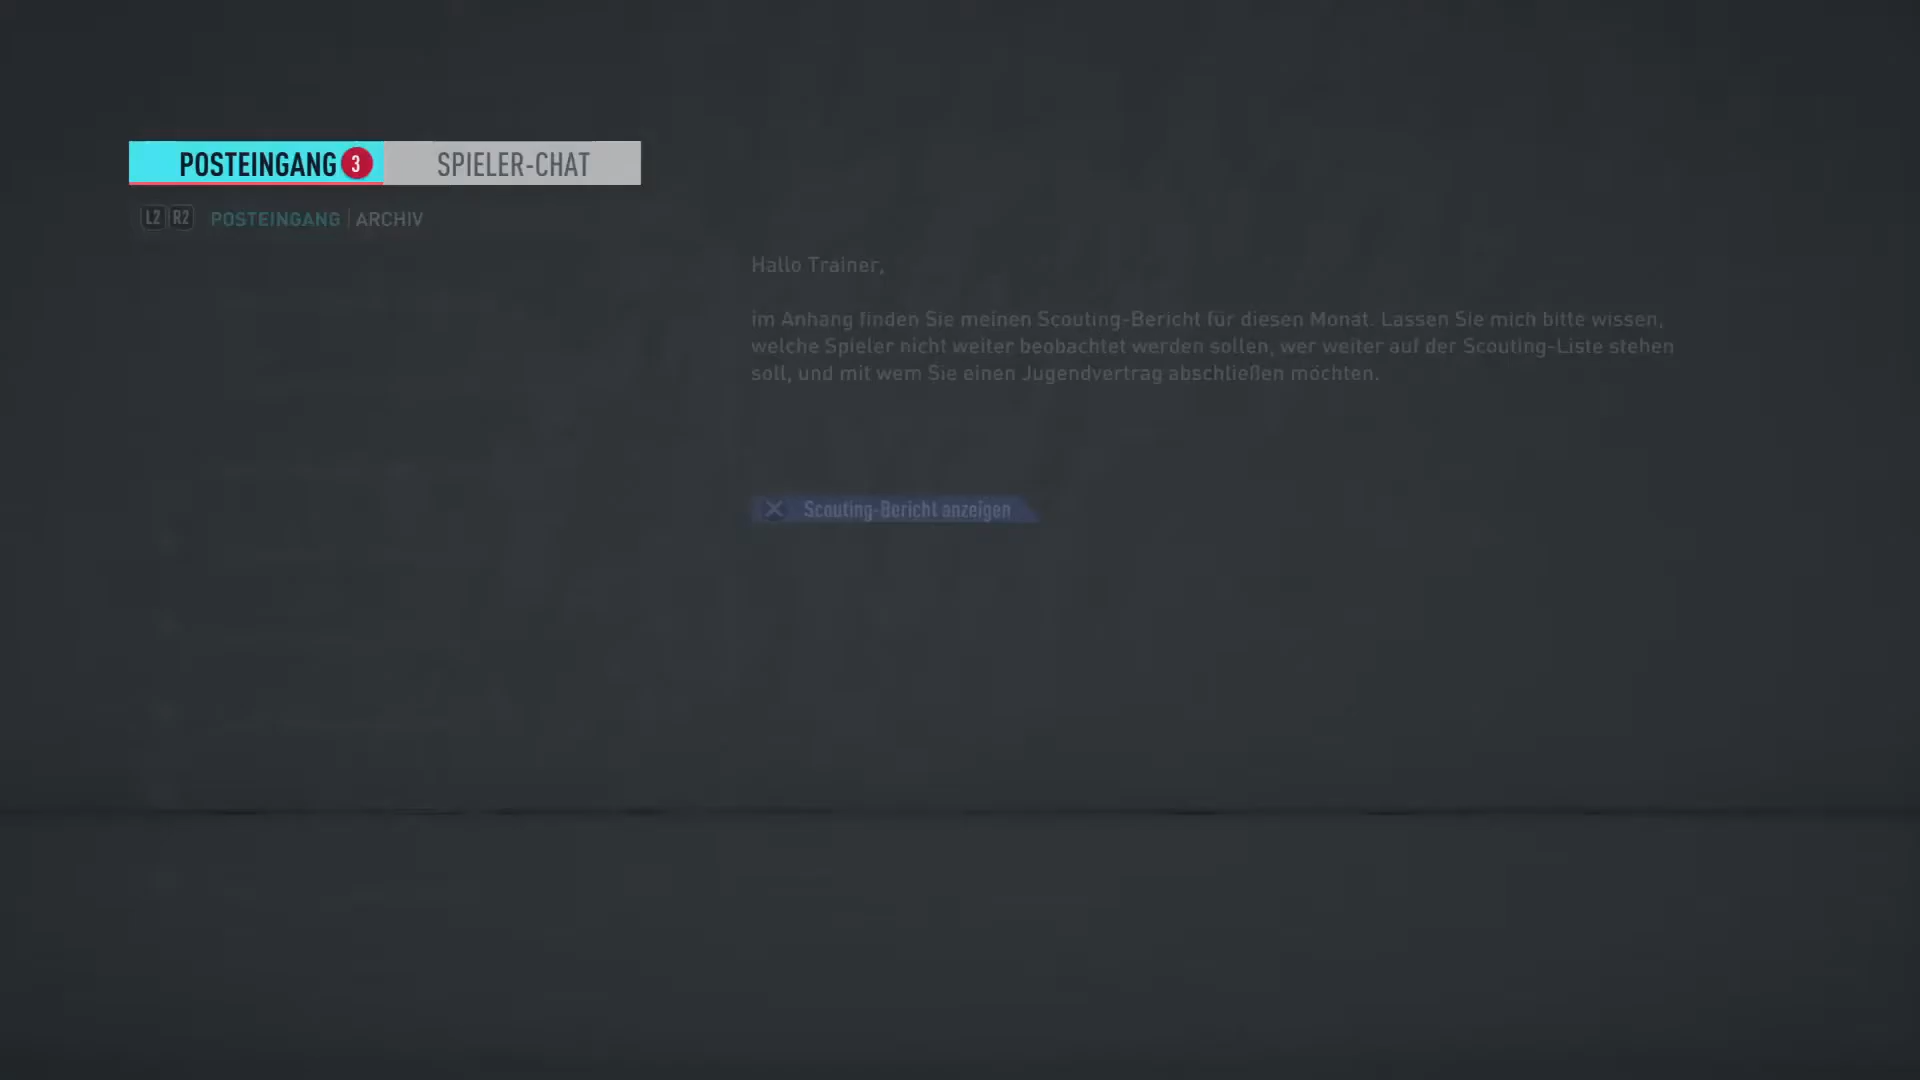 POSTEINGANG 3 SPIELER-CHAT
L2 R2 POSTEINGANG | ARCHIV
Hallo Trainer,
im Anhang finden Sie meinen Scouting-Bericht für diesen Monat. Lassen Sie mich bitte wissen,
welche Spieler nicht weiter beobachtet werden sollen, wer weiter auf der Scouting-Liste stehen
soll, und mit wem Sie einen Jugendvertrag abschließen möchten.
Scouting-Bericht anzeigen